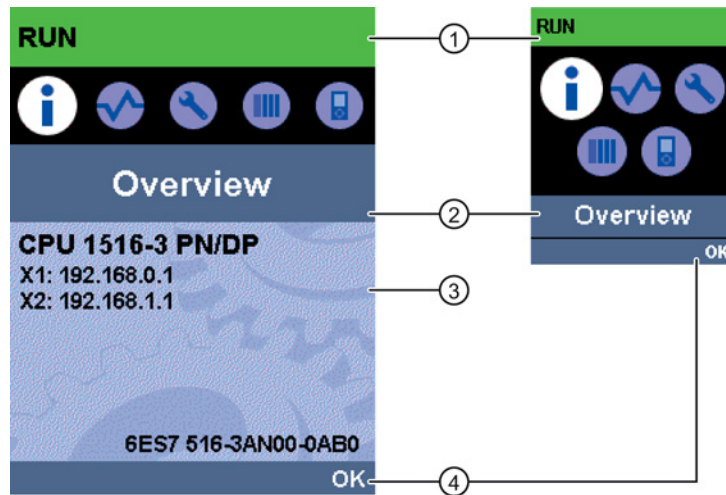 RUN
Overview
CPU 1516-3 PN/DP
X1: 192.168.0.1
X2: 192.168.1.1
6ES7 516-3AN00-0AB0
OK
1
2
3
4
RUN
Overview
OK